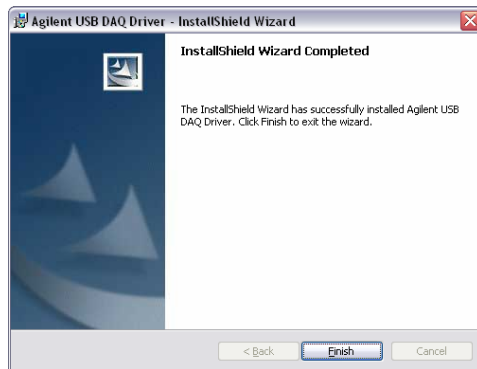 Agilent USB DAQ Driver - InstallShield Wizard
InstallShield Wizard Completed
The InstallShield Wizard has successfully installed Agilent USB
DAQ Driver. Click Finish to exit the wizard.
< Back Finish Cancel